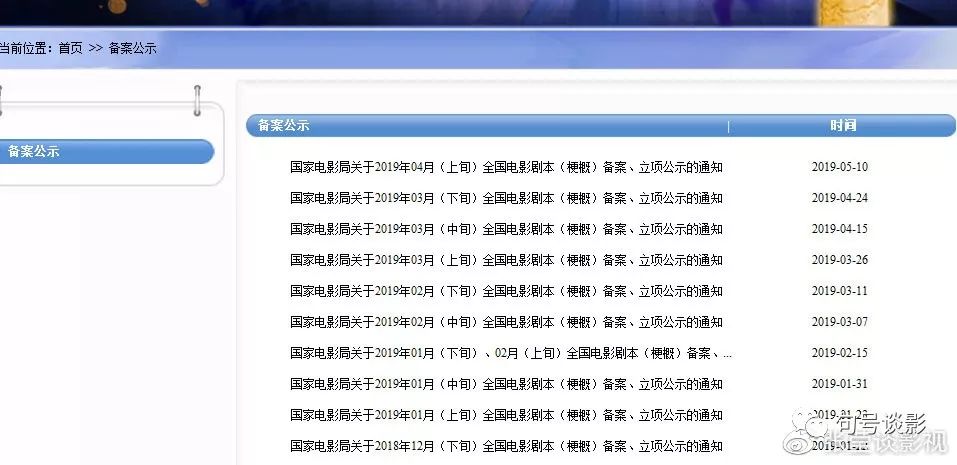 当前位置：首页 >> 备案公示
备案公示
备案公示 | 时间
国家电影局关于2019年04月（上旬）全国电影剧本（梗概）备案、立项公示的通知 2019-05-10
国家电影局关于2019年03月（下旬）全国电影剧本（梗概）备案、立项公示的通知 2019-04-24
国家电影局关于2019年03月（中旬）全国电影剧本（梗概）备案、立项公示的通知 2019-04-15
国家电影局关于2019年03月（上旬）全国电影剧本（梗概）备案、立项公示的通知 2019-03-26
国家电影局关于2019年02月（下旬）全国电影剧本（梗概）备案、立项公示的通知 2019-03-11
国家电影局关于2019年02月（中旬）全国电影剧本（梗概）备案、立项公示的通知 2019-03-07
国家电影局关于2019年01月（下旬）、02月（上旬）全国电影剧本（梗概）备案、... 2019-02-15
国家电影局关于2019年01月（中旬）全国电影剧本（梗概）备案、立项公示的通知 2019-01-31
国家电影局关于2019年01月（上旬）全国电影剧本（梗概）备案、立项公示的通知
句号谈影
国家电影局关于2018年12月（下旬）全国电影剧本（梗概）备案、立项公示的通知
谈影视